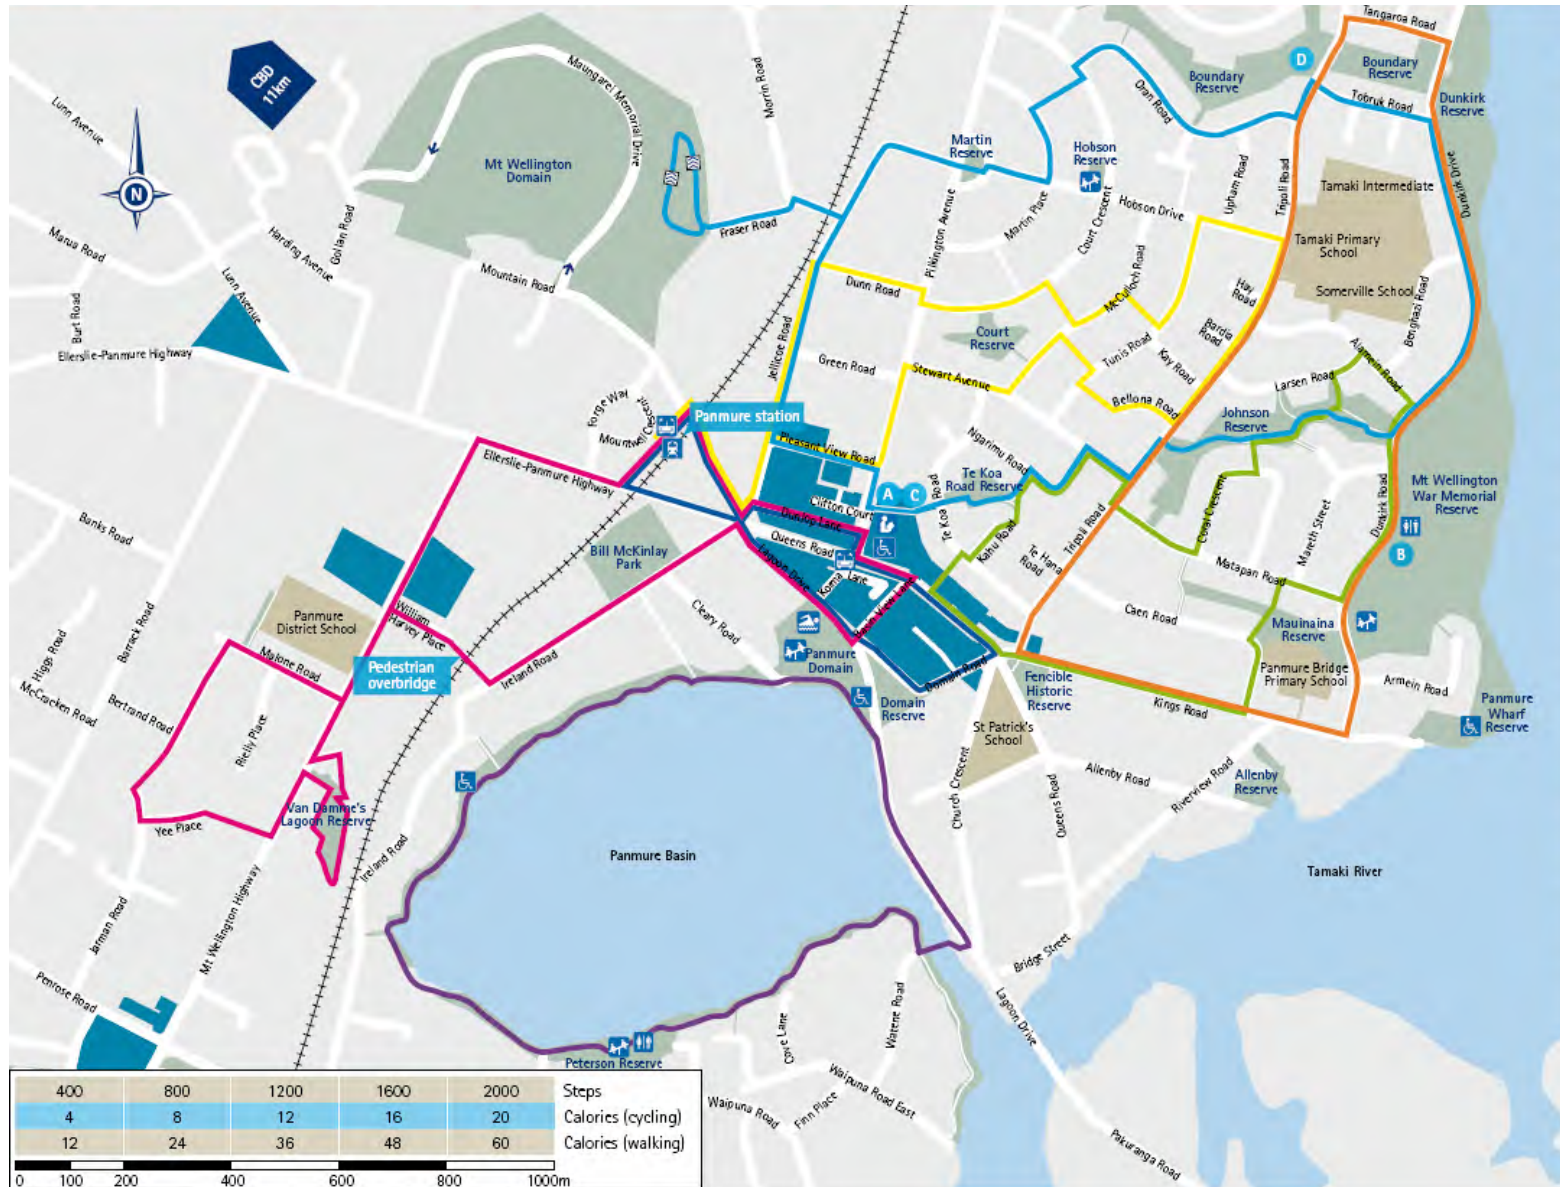 Tangaroa Road
Lunn Avenue
CBD
11km
Maungarei Memorial Drive
Morrin Road
Oran Road
D
Boundary
Reserve
Boundary
Reserve
Tobruk Road
Dunkirk
Reserve
N
Mt Wellington
Domain
Martin
Reserve
Hobson
Reserve
Upham Road
Tripoli Road
Tamaki Intermediate
Dunkirk Drive
Marua Road
Harding Avenue
Gollan Road
Fraser Road
Pilkington Avenue
Martin Place
Court Crescent
Hobson Drive
Tamaki Primary
School
Lunn Avenue
Mountain Road
Dunn Road
McCulloch Road
Hay
Road
Somerville School
Burt Road
Ellerslie-Panmure Highway
Jellicoe Road
Court
Reserve
Tunis Road
Kay Road
Bardia
Road
Benghazi Road
Alamein Road
Green Road
Stewart Avenue
Larsen Road
Forge Way
Mountwell Crescent
Panmure station
Bellona Road
Johnson
Reserve
Ellerslie-Panmure Highway
Pleasant View Road
Ngarimu Road
Te Koa
Road Reserve
Te Koa Road
A
C
Clifton Court
Dunlop Lane
Queens Road
Coral Crescent
Mareth Street
Dunkirk Road
Mt Wellington
War Memorial
Reserve
B
Banks Road
Bill McKinlay
Park
Lagoon Drive
Koma Lane
Basin View Lane
Kahu Road
Te Hana
Road
Tripoli Road
Matapan Road
Caen Road
Panmure
District School
William
Harvey Place
Cleary Road
Mauinaina
Reserve
Higgs Road
Barrack Road
Malone Road
Pedestrian
overbridge
Ireland Road
Panmure
Domain
Domain Road
Fencible
Historic
Reserve
Panmure Bridge
Primary School
Armein Road
McCracken Road
Bertrand Road
Rielly Place
Domain
Reserve
St Patrick's
School
Kings Road
Panmure
Wharf
Reserve
Van Damme's
Lagoon Reserve
Yee Place
Church Crescent
Queens Road
Allenby Road
Riverview Road
Allenby
Reserve
Ireland Road
Panmure Basin
Tamaki River
Jarman Road
Mt Wellington Highway
Bridge Street
Penrose Road
Lagoon Drive
Cove Lane
Watene Road
Peterson Reserve
Waipuna Road
Finn Place
Waipuna Road East
Pakuranga Road
400 800 1200 1600 2000 Steps
4 8 12 16 20 Calories (cycling)
12 24 36 48 60 Calories (walking)
0 100 200 400 600 800 1000m